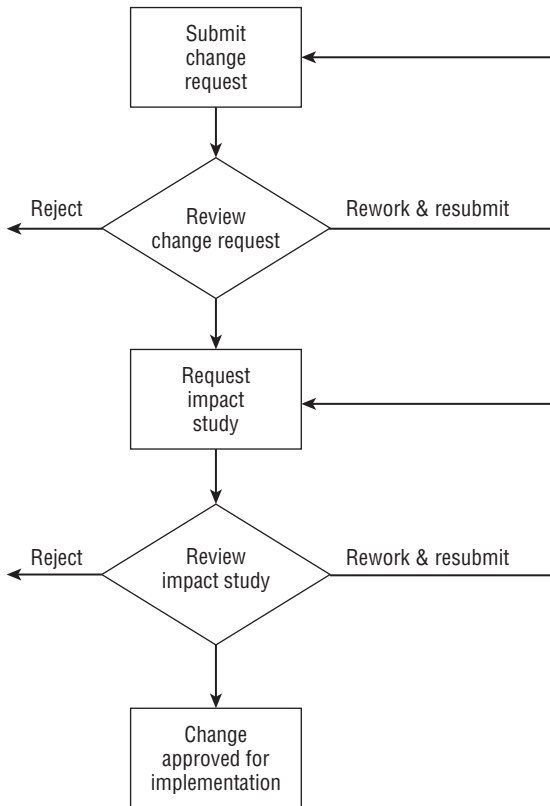 Submit
change
request
Reject
Review
change request
Rework & resubmit
Request
impact
study
Reject
Review
impact study
Rework & resubmit
Change
approved for
implementation